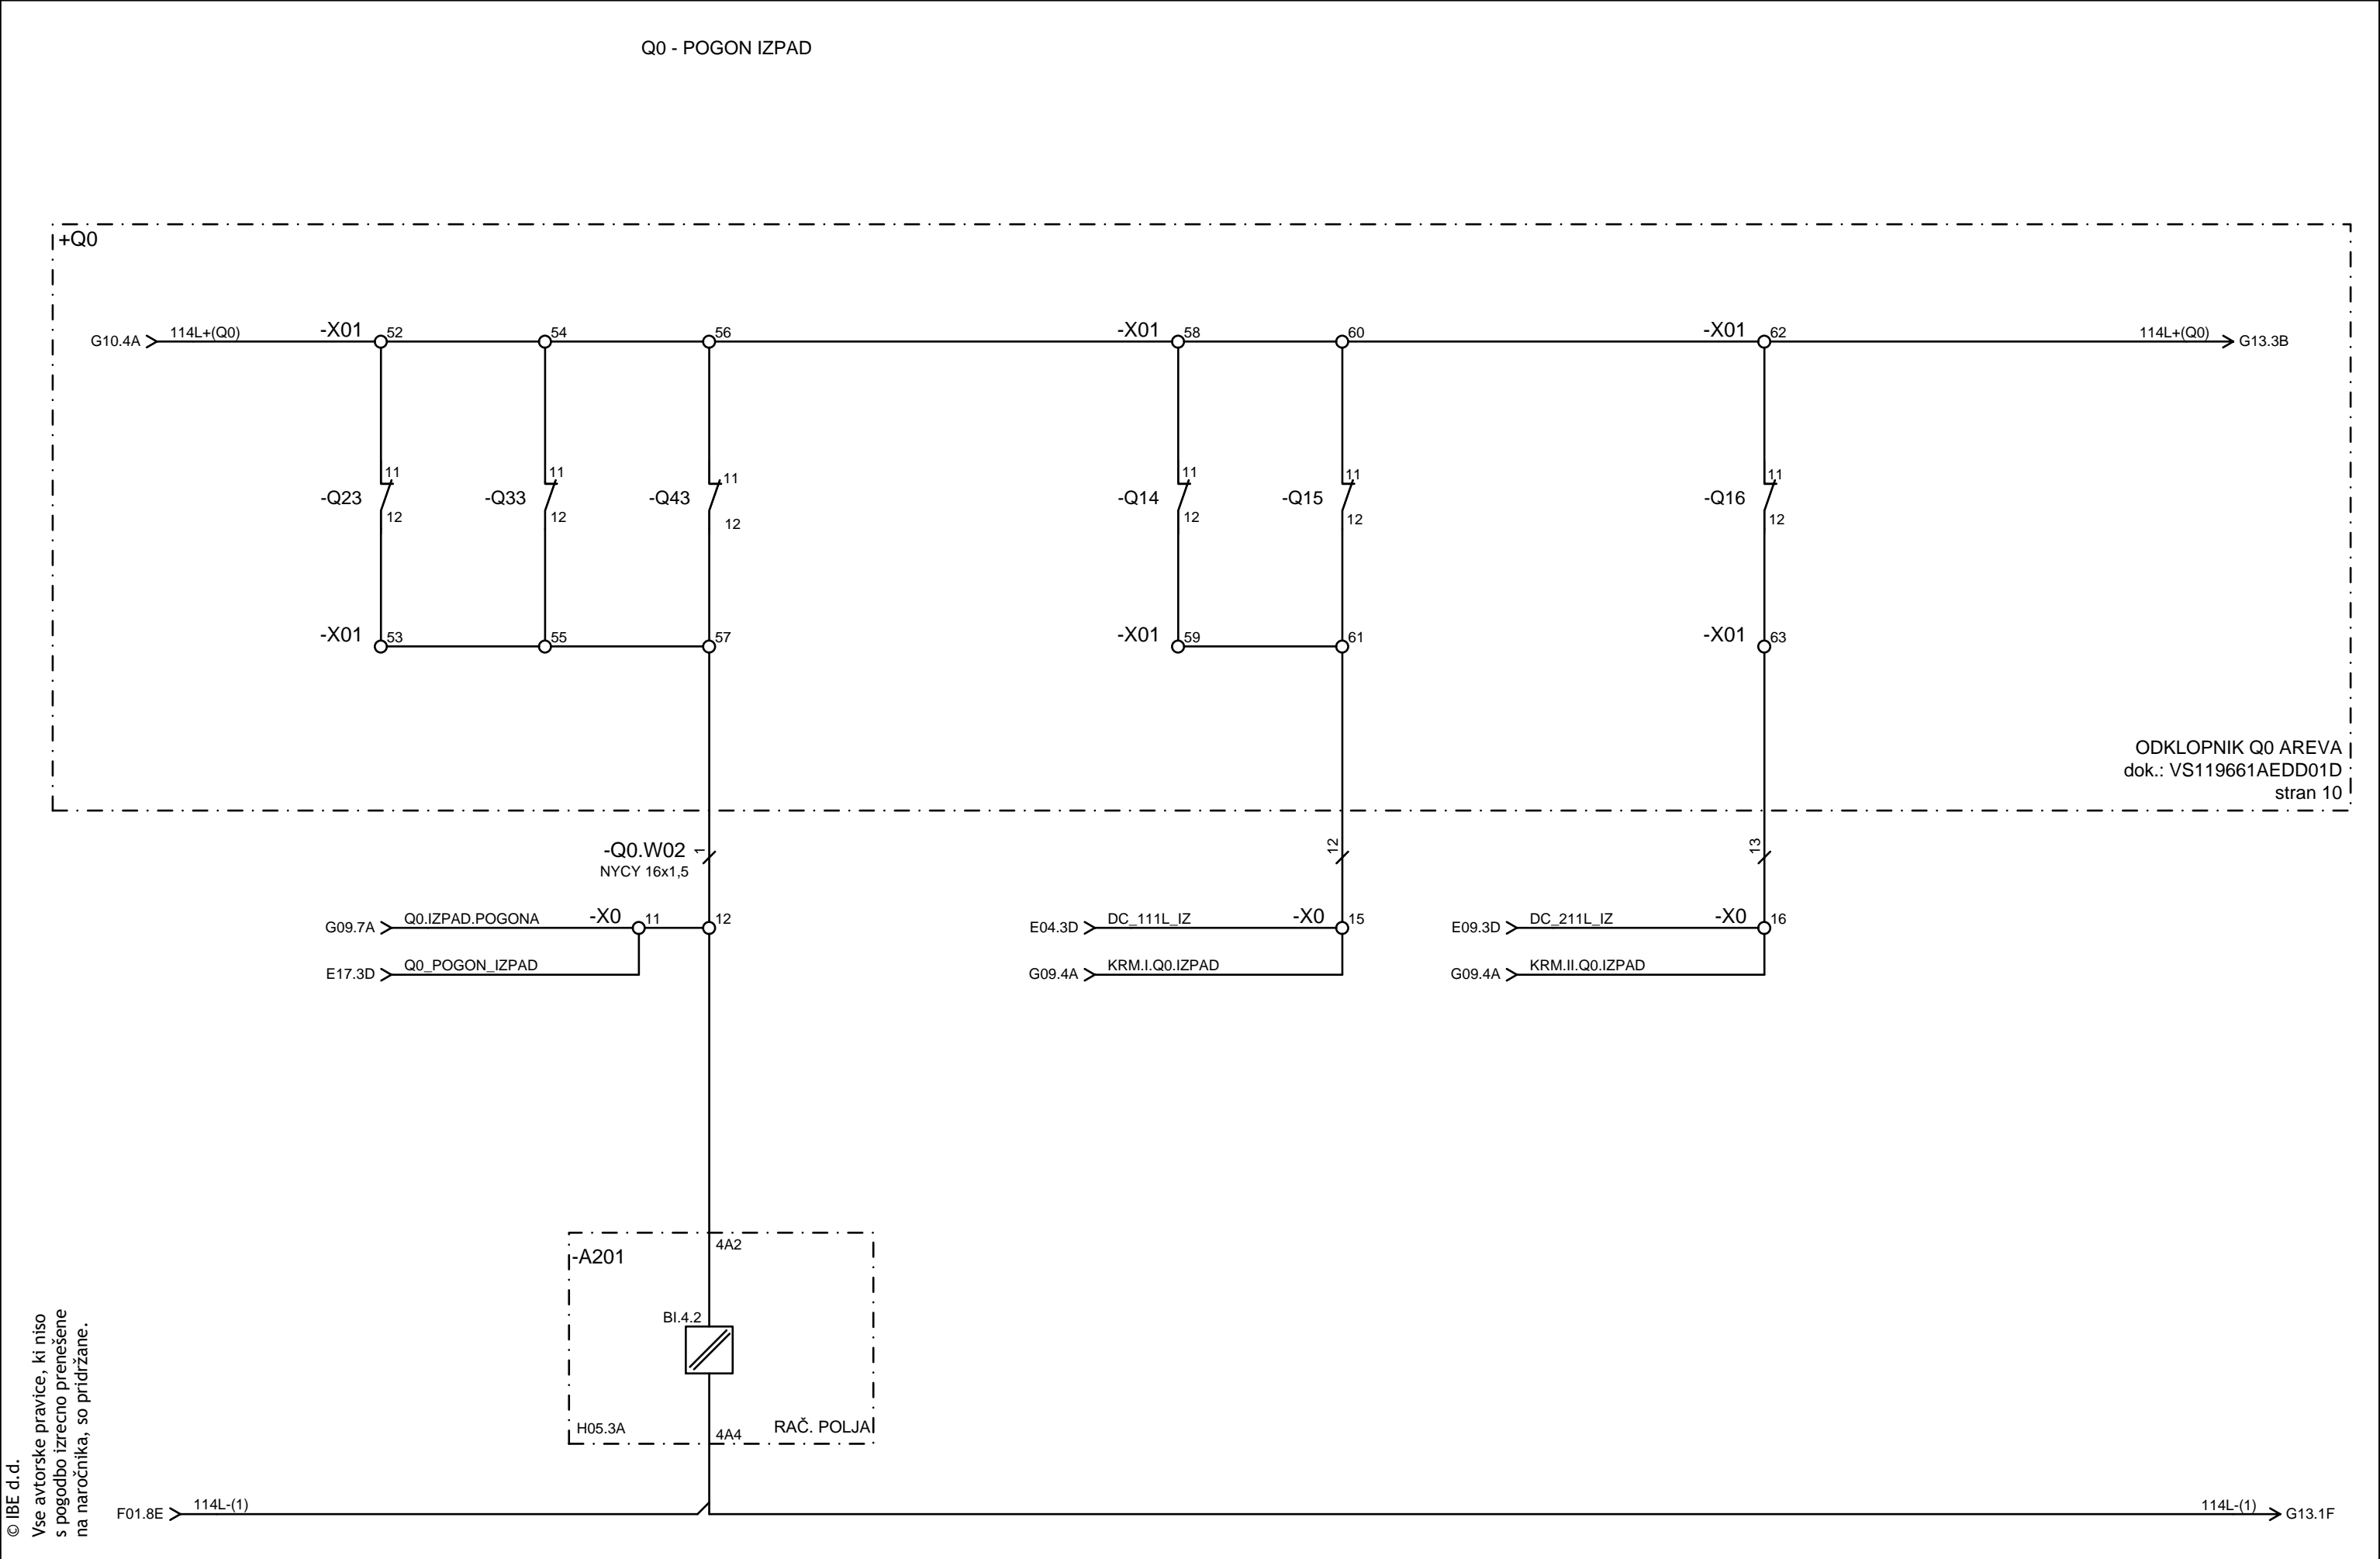 Q0 - POGON IZPAD
+Q0
G10.4A
114L+(Q0)
-X01
52
54
56
-X01
58
60
-X01
62
114L+(Q0)
G13.3B
-Q23
11
12
-Q33
11
12
-Q43
11
12
-Q14
11
12
-Q15
11
12
-Q16
11
12
-X01
53
55
57
-X01
59
61
-X01
63
ODKLOPNIK Q0 AREVA
dok.: VS119661AEDD01D
stran 10
-Q0.W02
NYCY 16x1,5
1
12
13
G09.7A
Q0.IZPAD.POGONA
-X0
11
12
E17.3D
Q0_POGON_IZPAD
E04.3D
DC_111L_IZ
-X0
15
G09.4A
KRM.I.Q0.IZPAD
E09.3D
DC_211L_IZ
-X0
16
G09.4A
KRM.II.Q0.IZPAD
-A201
4A2
BI.4.2
H05.3A
4A4
RAČ. POLJA
F01.8E
114L-(1)
114L-(1)
G13.1F
© IBE d.d.
Vse avtorske pravice, ki niso
s pogodbo izrecno prenešene
na naročnika, so pridržane.